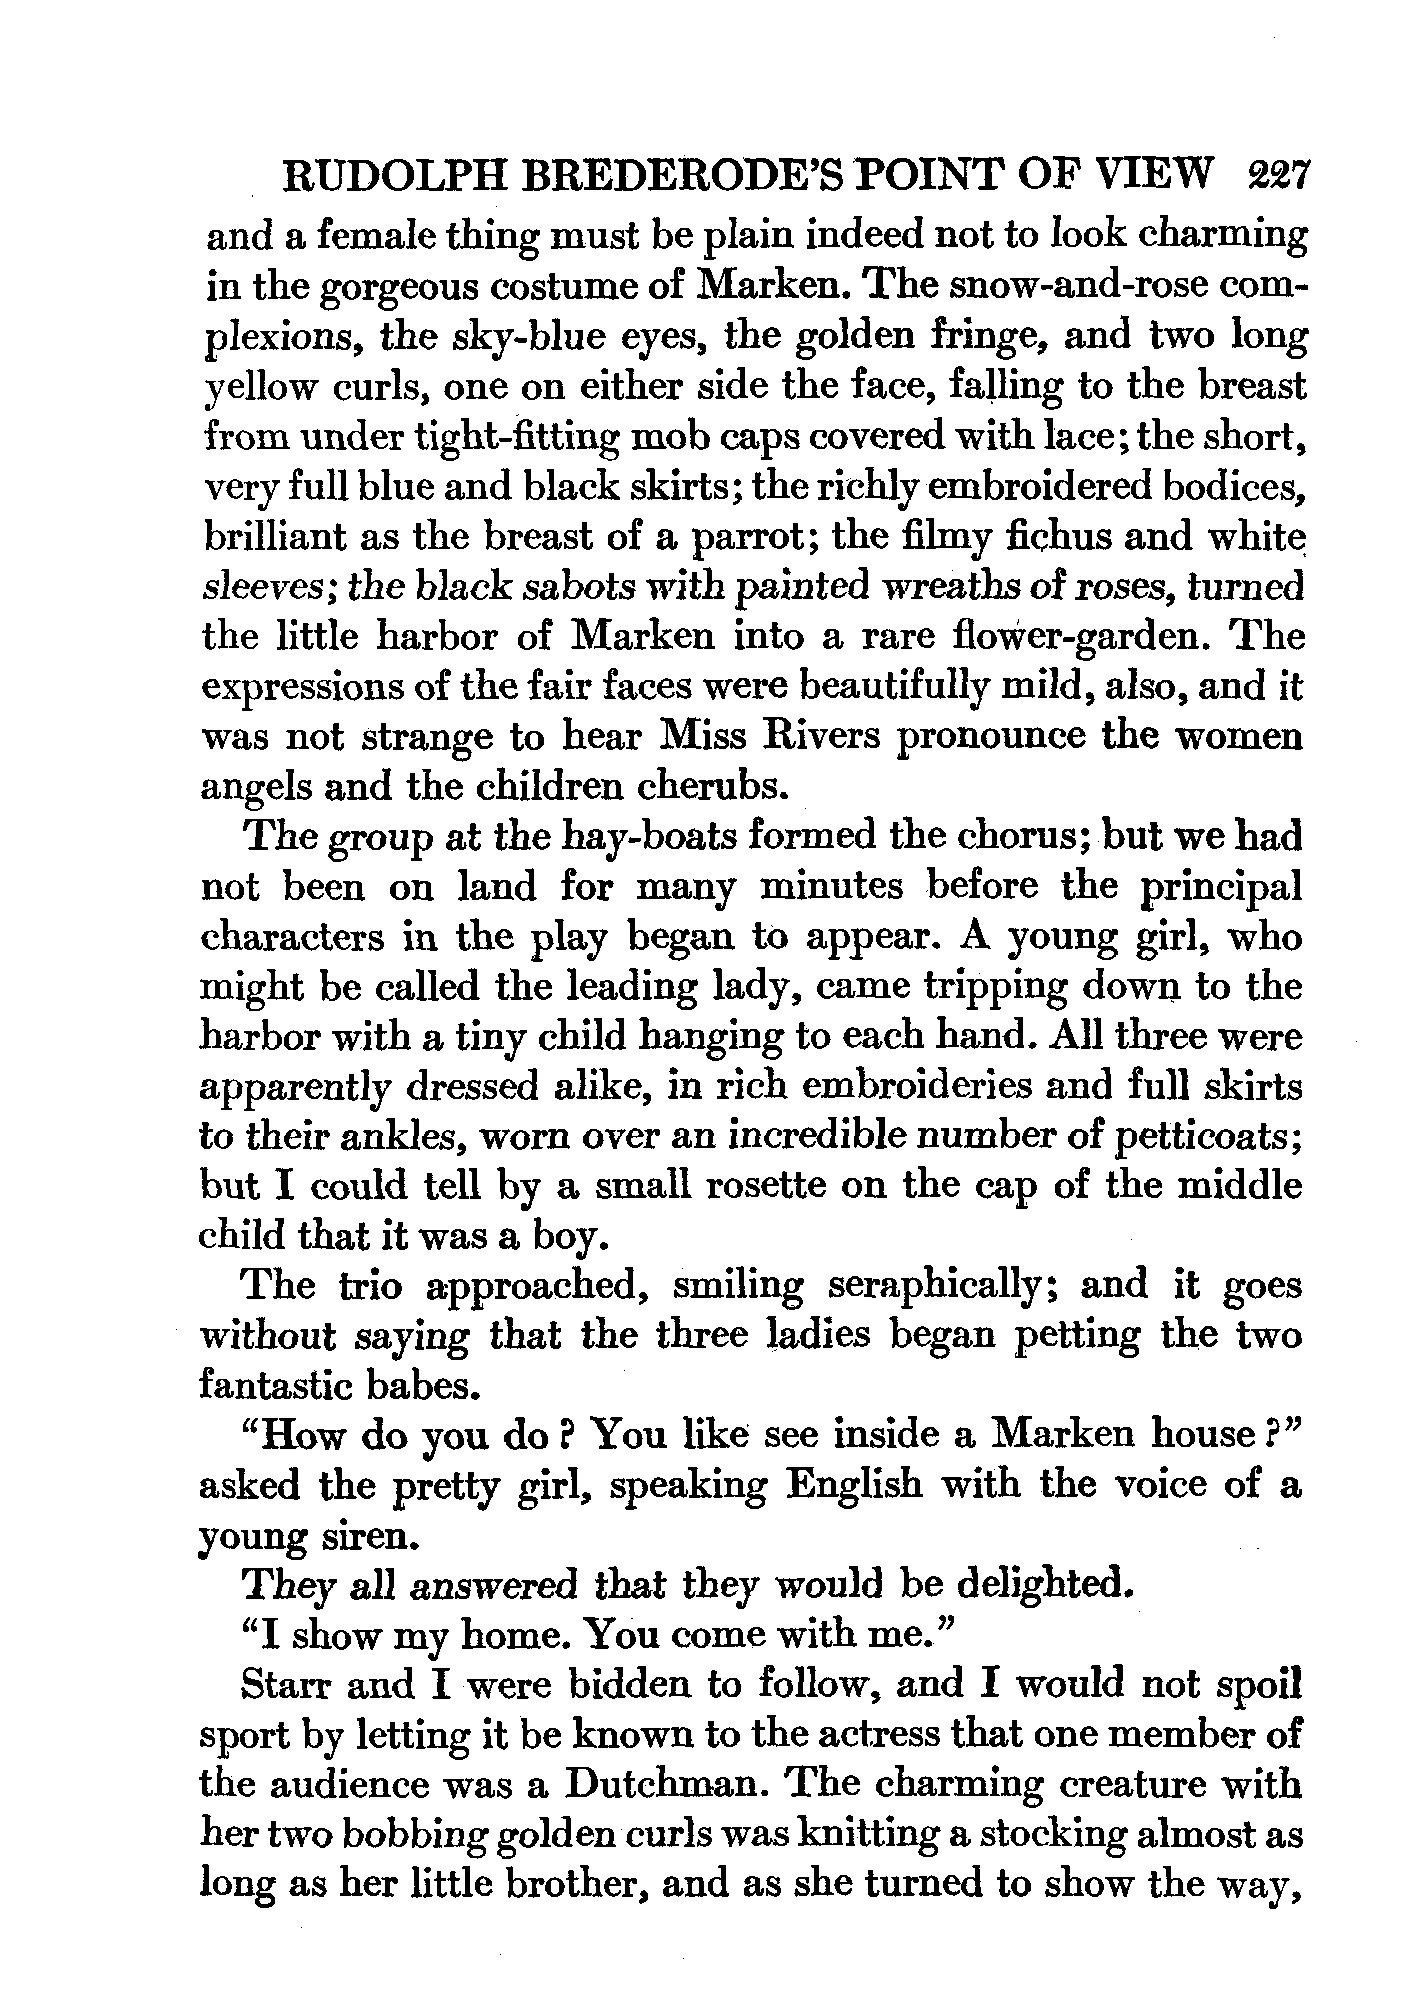 RUDOLPH BREDERODE'S POINT OF VIEW 227
and a female thing must be plain indeed not to look charming
in the gorgeous costume of Marken. The snow-and-rose com-
plexions, the sky-blue eyes, the golden fringe, and two long
yellow curls, one on either side the face, falling to the breast
from under tight-fitting mob caps covered with lace; the short,
very full blue and black skirts; the richly embroidered bodices,
brilliant as the breast of a parrot; the filmy fichus and white
sleeves; the black sabots with painted wreaths of roses, turned
the little harbor of Marken into a rare flower-garden. The
expressions of the fair faces were beautifully mild, also, and it
was not strange to hear Miss Rivers pronounce the women
angels and the children cherubs.
The group at the hay-boats formed the chorus; but we had
not been on land for many minutes before the principal
characters in the play began to appear. A young girl, who
might be called the leading lady, came tripping down to the
harbor with a tiny child hanging to each hand. All three were
apparently dressed alike, in rich embroideries and full skirts
to their ankles, worn over an incredible number of petticoats;
but I could tell by a small rosette on the cap of the middle
child that it was a boy.
The trio approached, smiling seraphically; and it goes
without saying that the three ladies began petting the two
fantastic babes.
"How do you do? You like see inside a Marken house?"
asked the pretty girl, speaking English with the voice of a
young siren.
They all answered that they would be delighted.
"I show my home. You come with me."
Starr and I were bidden to follow, and I would not spoil
sport by letting it be known to the actress that one member of
the audience was a Dutchman. The charming creature with
her two bobbing golden curls was knitting a stocking almost as
long as her little brother, and as she turned to show the way,